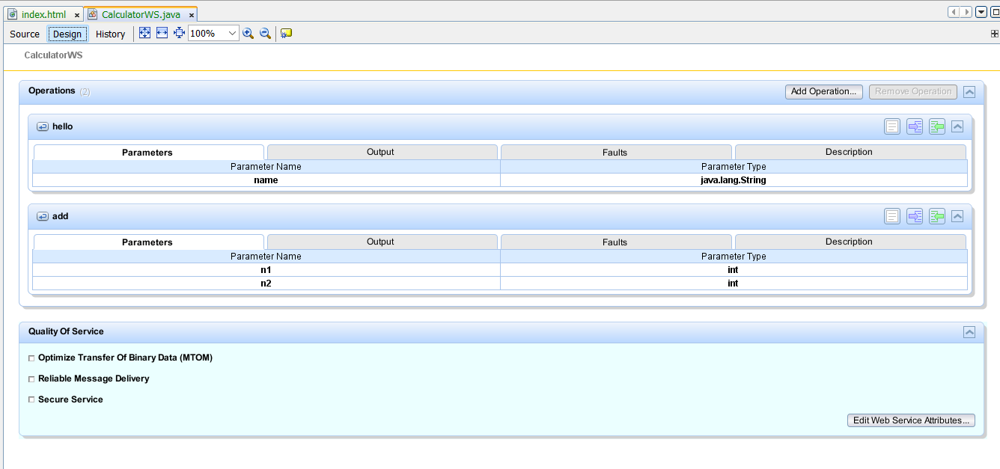 index.html x CalculatorWS.java x
Source Design History 100%
CalculatorWS
Operations (2) Add Operation... Remove Operation
hello
Parameters Output Faults Description
Parameter Name Parameter Type
name java.lang.String
add
Parameters Output Faults Description
Parameter Name Parameter Type
n1 int
n2 int
Quality Of Service
Optimize Transfer Of Binary Data (MTOM)
Reliable Message Delivery
Secure Service
Edit Web Service Attributes...